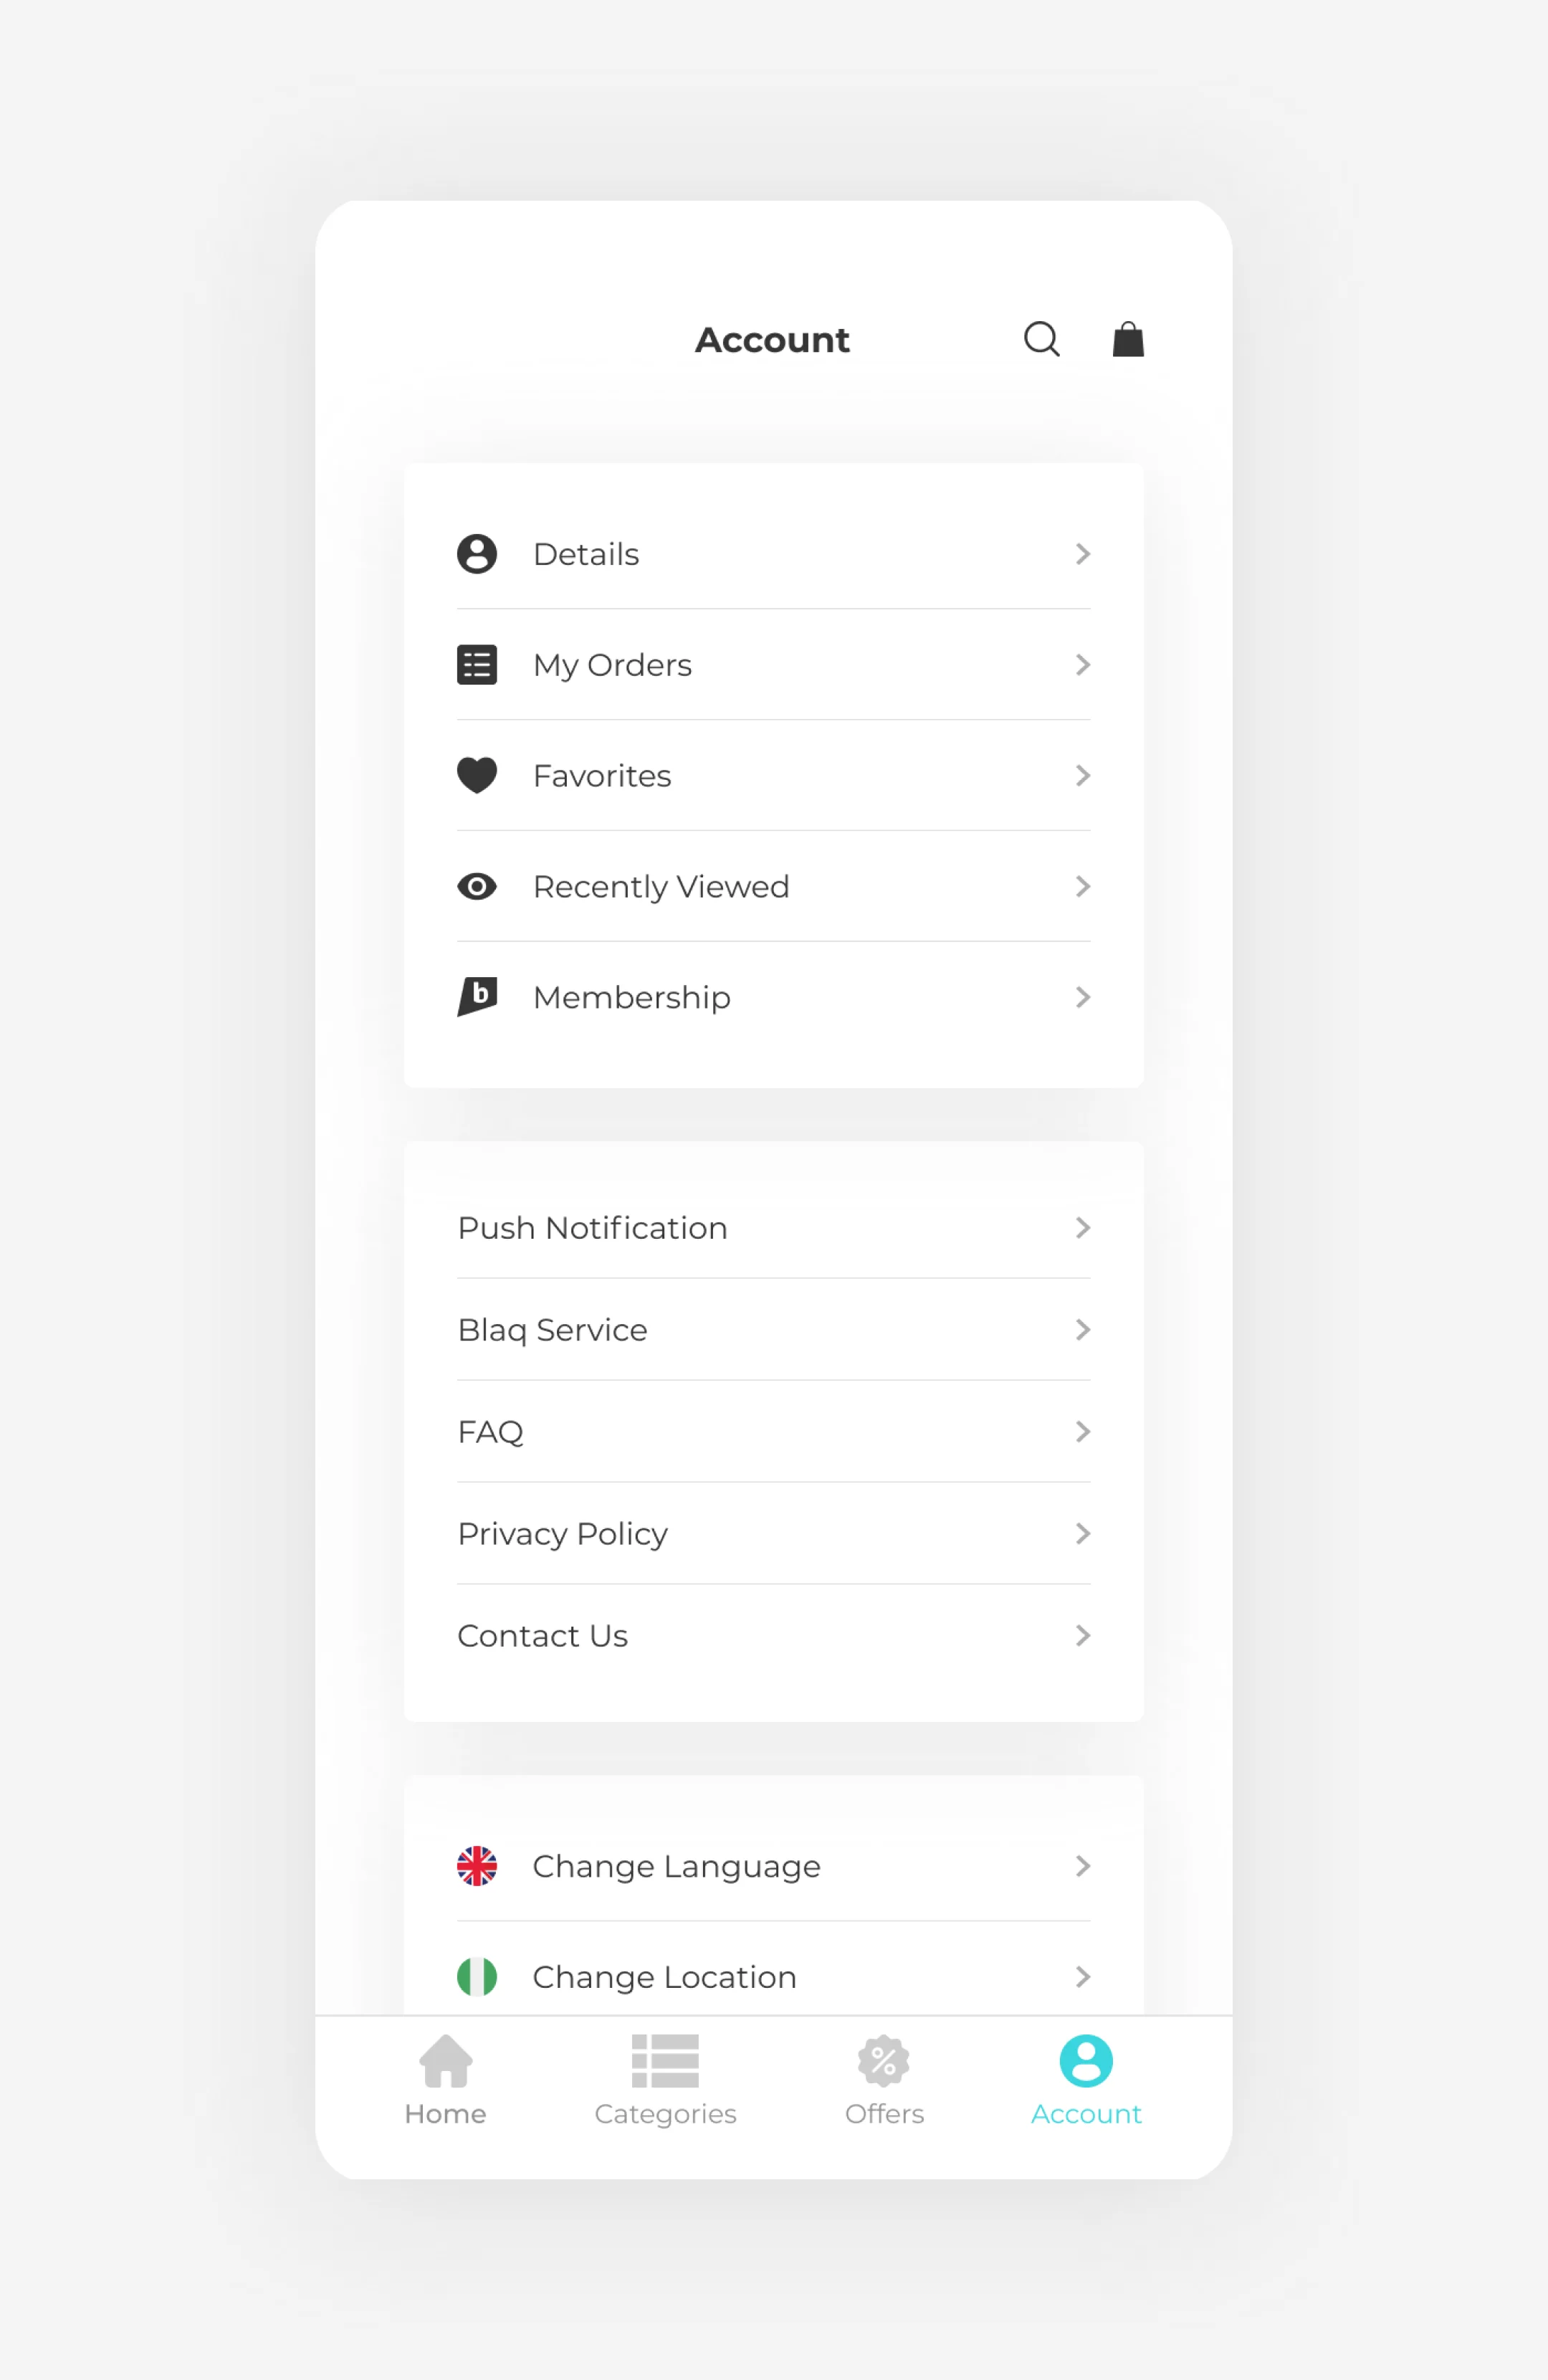 Account
Details
My Orders
Favorites
Recently Viewed
b
Membership
Push Notification
Blaq Service
FAQ
Privacy Policy
Contact Us
Change Language
Change Location
%
Home
Categories
Offers
Account